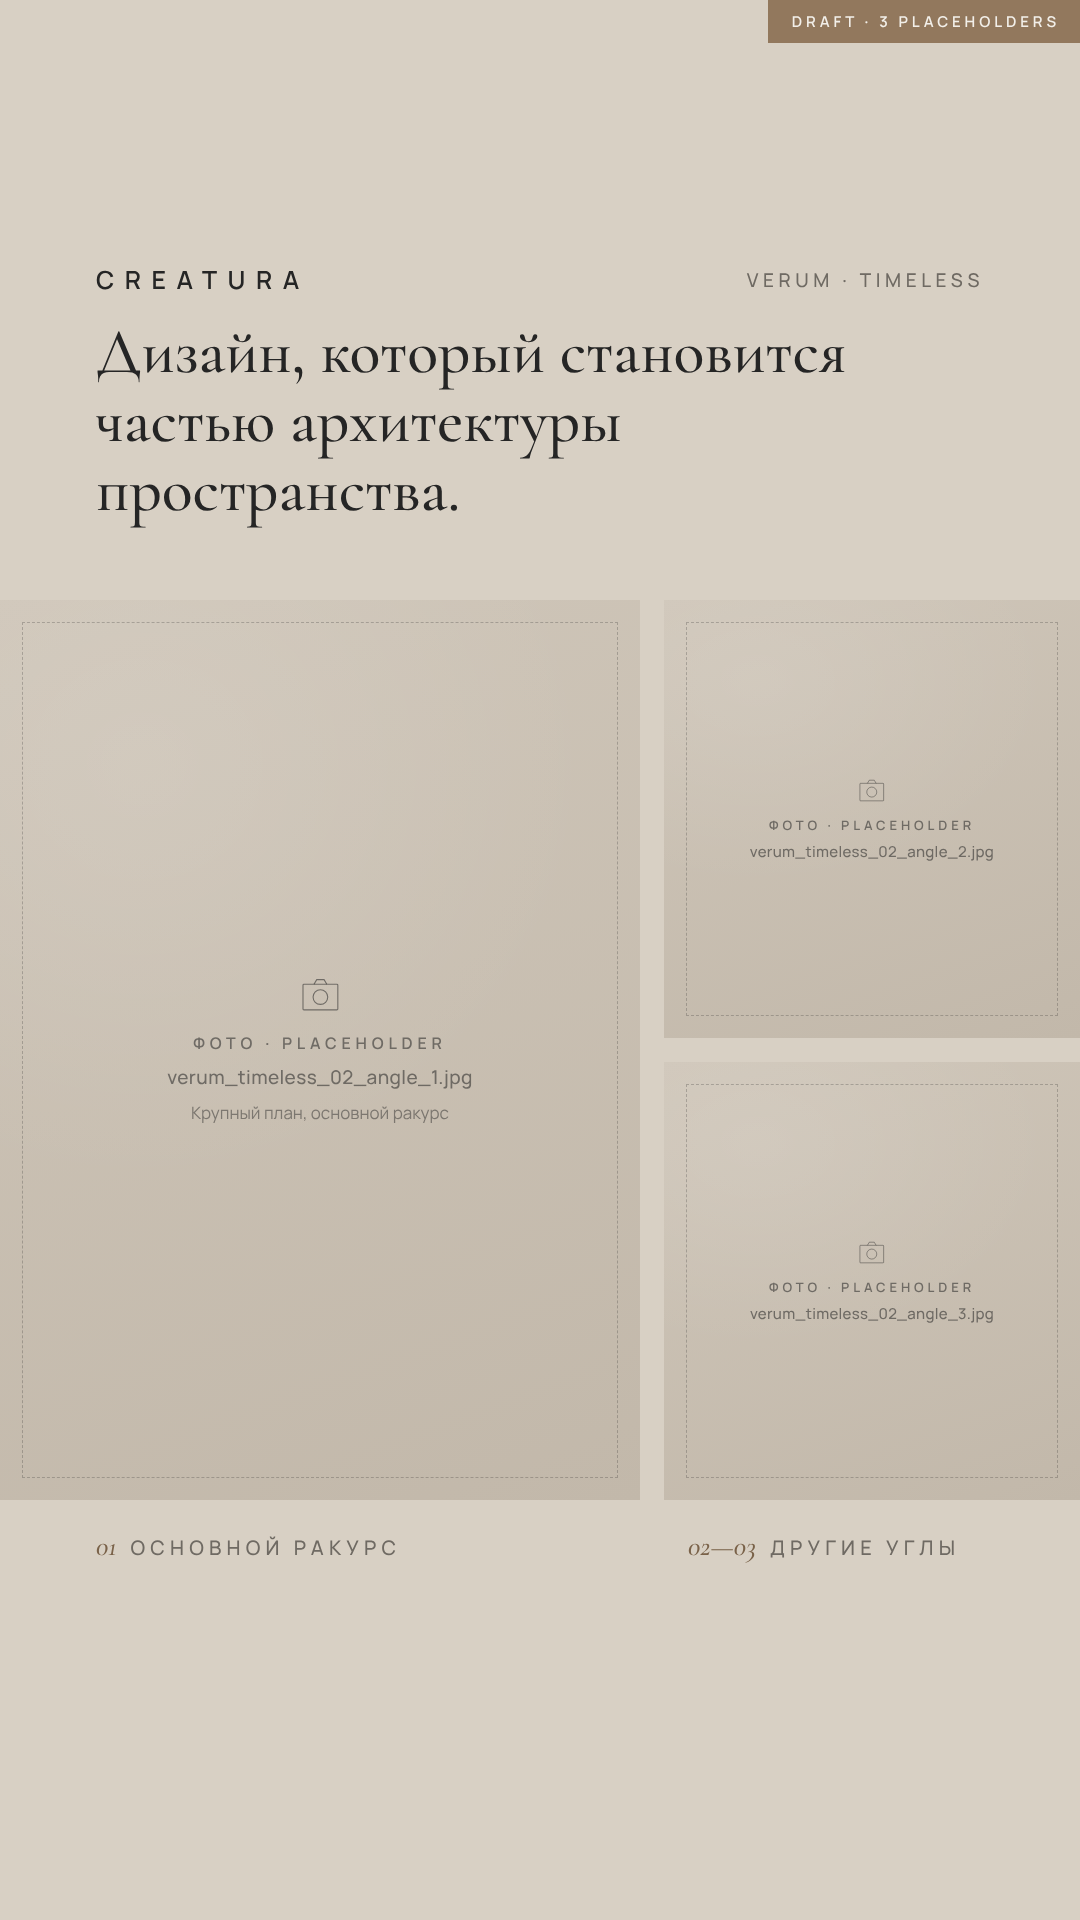 DRAFT · 3 PLACEHOLDERS
CREATURA
VERUM · TIMELESS
Дизайн, который становится
частью архитектуры
пространства.
ФОТО · PLACEHOLDER
verum_timeless_02_angle_1.jpg
Крупный план, основной ракурс
ФОТО · PLACEHOLDER
verum_timeless_02_angle_2.jpg
ФОТО · PLACEHOLDER
verum_timeless_02_angle_3.jpg
01 ОСНОВНОЙ РАКУРС
02—03 ДРУГИЕ УГЛЫ